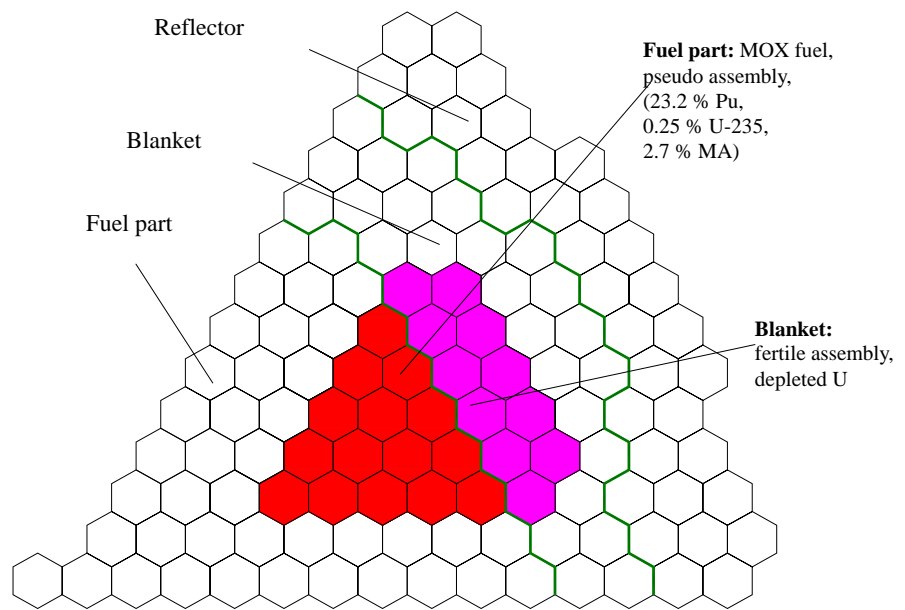 Reflector
Blanket
Fuel part
Fuel part: MOX fuel,
pseudo assembly,
(23.2 % Pu,
0.25 % U-235,
2.7 % MA)
Blanket:
fertile assembly,
depleted U